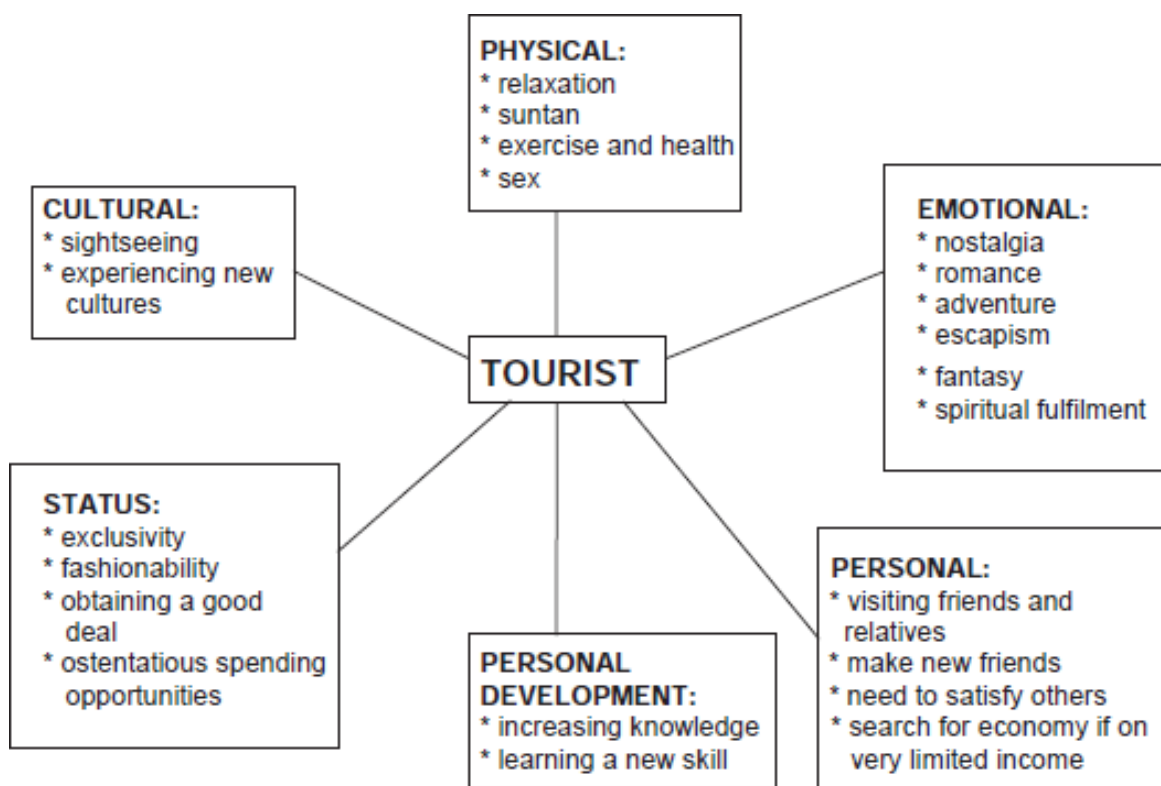 PHYSICAL:
* relaxation
* suntan
* exercise and health
* sex
CULTURAL:
* sightseeing
* experiencing new
cultures
EMOTIONAL:
* nostalgia
* romance
* adventure
* escapism
* fantasy
* spiritual fulfilment
TOURIST
STATUS:
* exclusivity
* fashionability
* obtaining a good
deal
* ostentatious spending
opportunities
PERSONAL
DEVELOPMENT:
* increasing knowledge
* learning a new skill
PERSONAL:
* visiting friends and
relatives
* make new friends
* need to satisfy others
* search for economy if on
very limited income